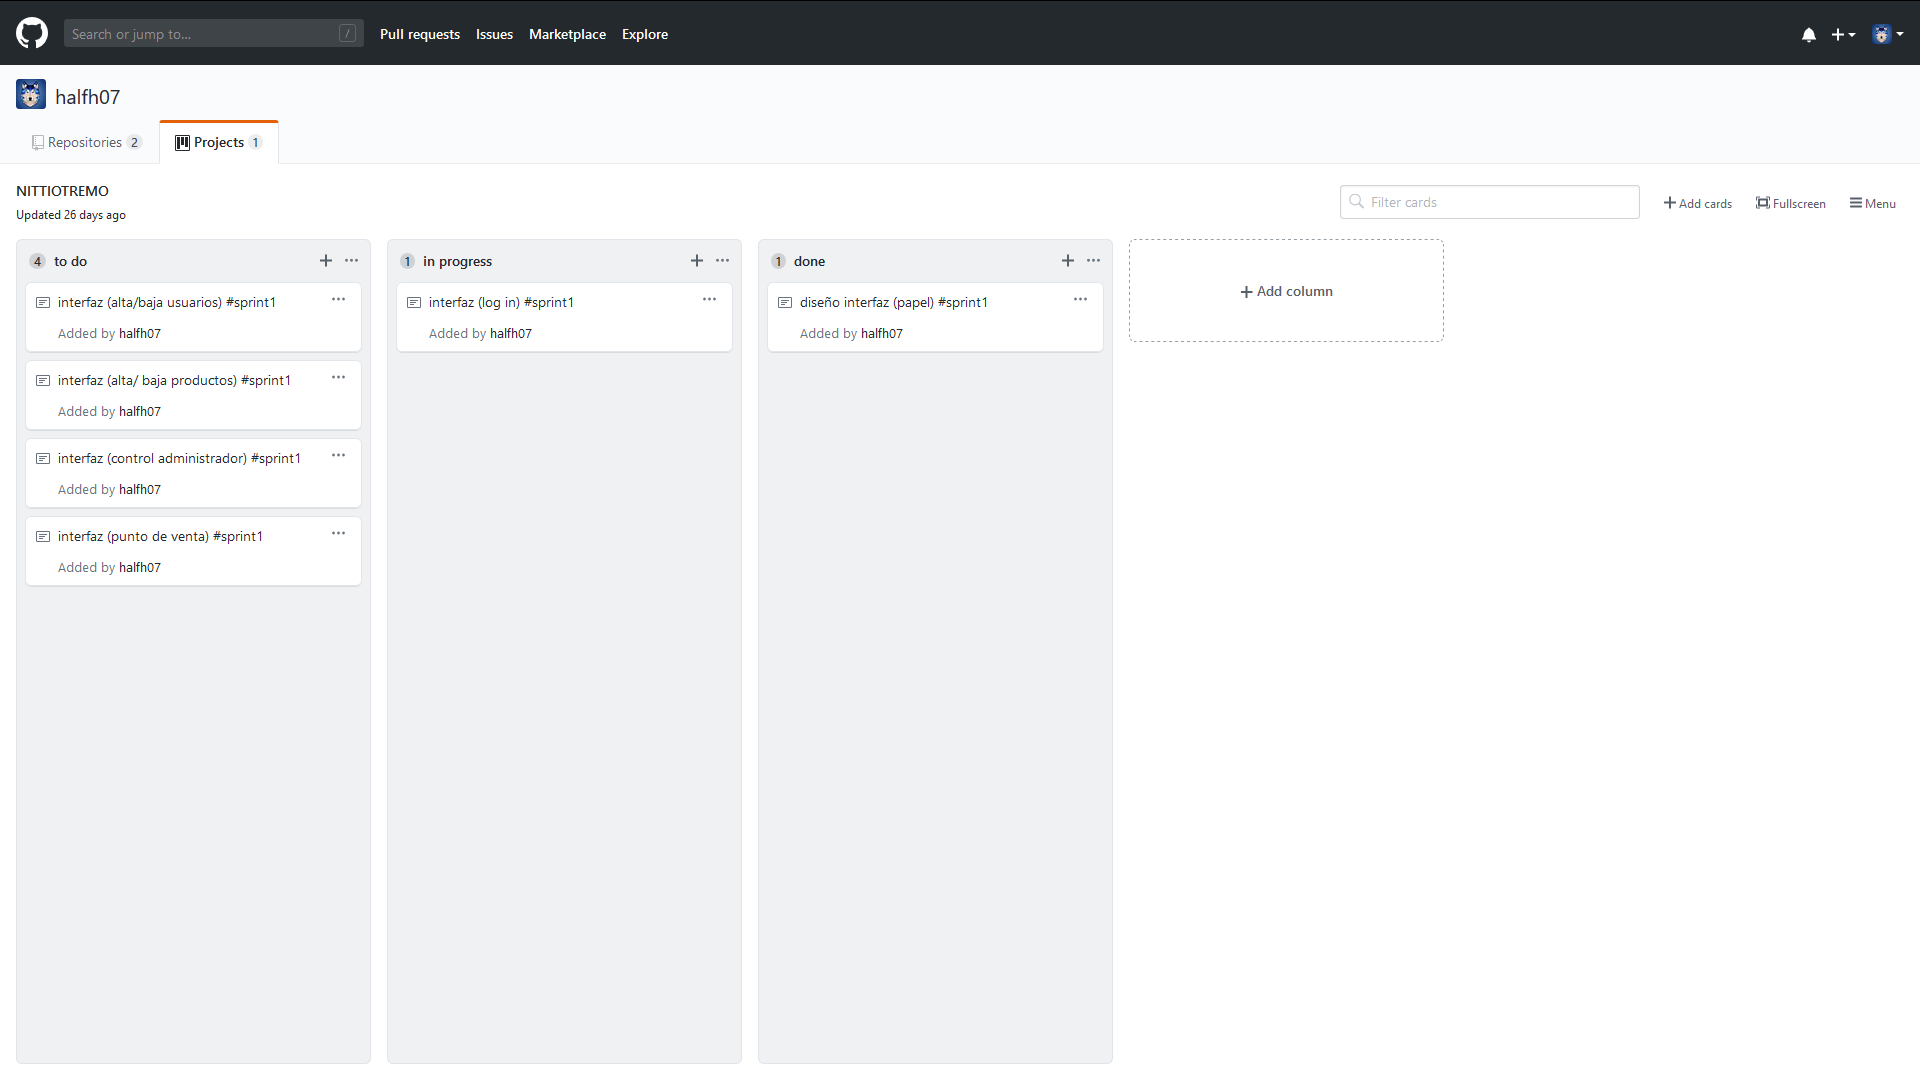 Search or jump to... /
Pull requests Issues Marketplace Explore
halfh07
Repositories 2 Projects 1
NITTIOTREMO
Updated 26 days ago
Filter cards
Add cards Fullscreen Menu
4 to do
interfaz (alta/baja usuarios) #sprint1
Added by halfh07
interfaz (alta/ baja productos) #sprint1
Added by halfh07
interfaz (control administrador) #sprint1
Added by halfh07
interfaz (punto de venta) #sprint1
Added by halfh07
1 in progress
interfaz (log in) #sprint1
Added by halfh07
1 done
diseño interfaz (papel) #sprint1
Added by halfh07
Add column